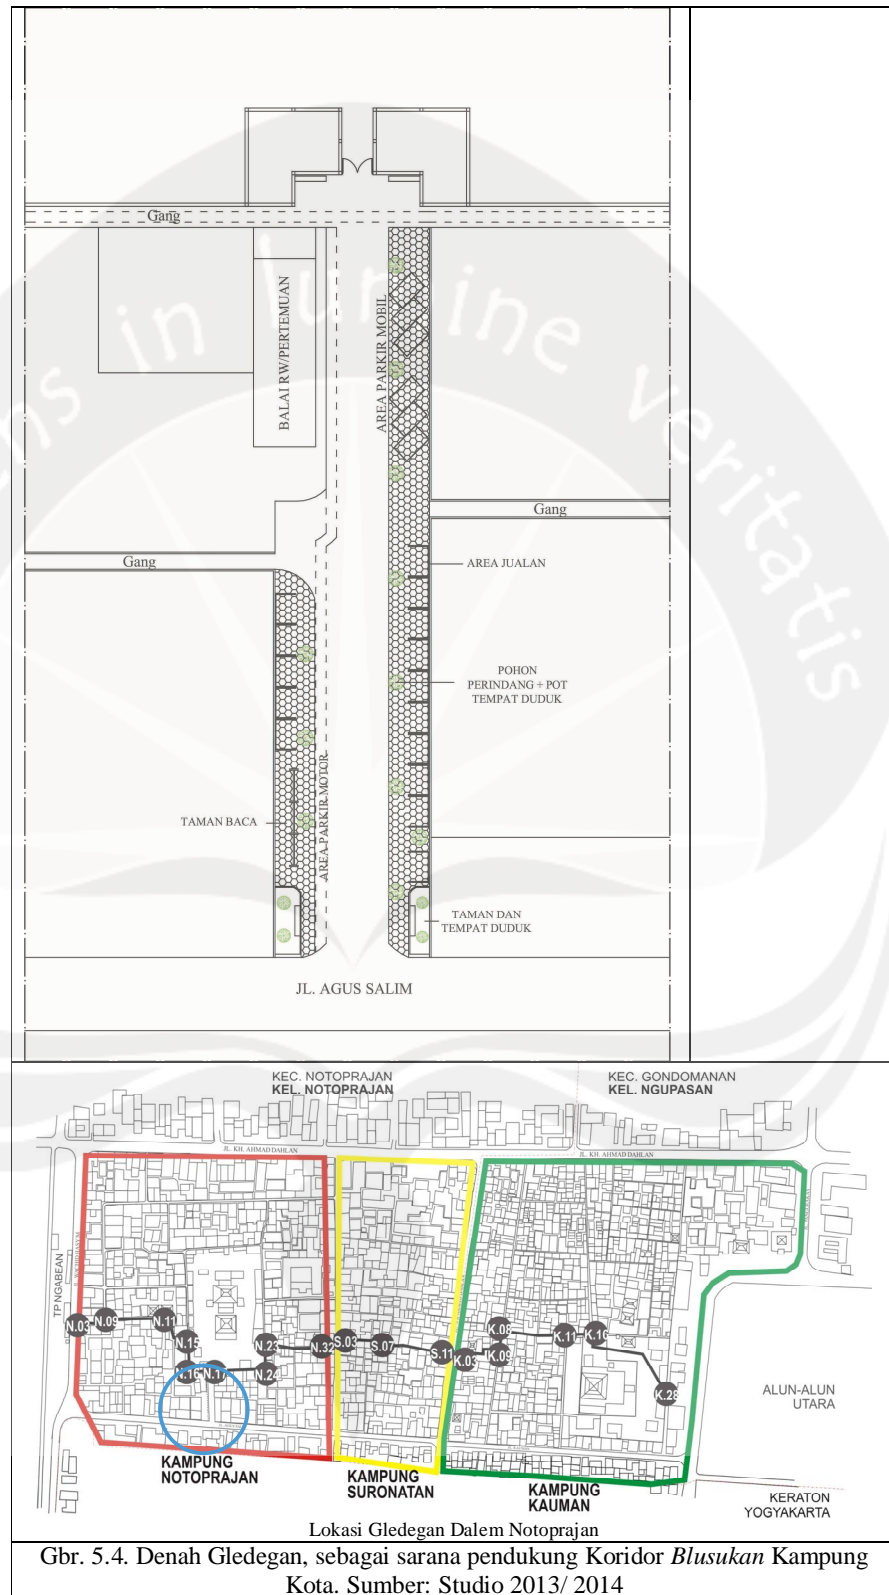 Gang
BALAI RW/PERTEMUAN
AREA PARKIR MOBIL
Gang
Gang
AREA JUALAN
POHON
PERINDANG + POT
TEMPAT DUDUK
AREA PARKIR MOTOR
TAMAN BACA
TAMAN DAN
TEMPAT DUDUK
JL. AGUS SALIM
lens in lumine veritatis
KEC. NOTOPRAJAN
KEL. NOTOPRAJAN
KEC. GONDOMANAN
KEL. NGUPASAN
JL. KH. AHMAD DAHLAN
JL. KH. AHMAD DAHLAN
TP NGABEAN
N.03
N.09
N.11
N.15
N.16
N.17
N.23
N.24
N.32
S.03
S.07
S.11
K.03
K.08
K.09
K.11
K.16
K.28
ALUN-ALUN
UTARA
KAMPUNG
NOTOPRAJAN
KAMPUNG
SURONATAN
KAMPUNG
KAUMAN
KERATON
YOGYAKARTA
Lokasi Gledegan Dalem Notoprajan
Gbr. 5.4. Denah Gledegan, sebagai sarana pendukung Koridor Blusukan Kampung
Kota. Sumber: Studio 2013/ 2014